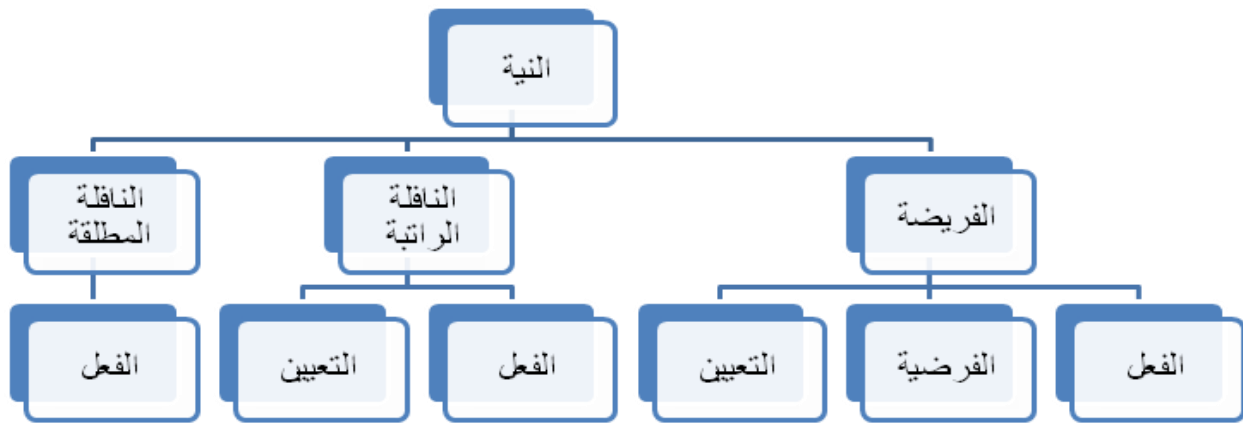 النية
الفريضة
النافلة
الراتبة
النافلة
المطلقة
الفعل
الفرضية
التعيين
الفعل
التعيين
الفعل